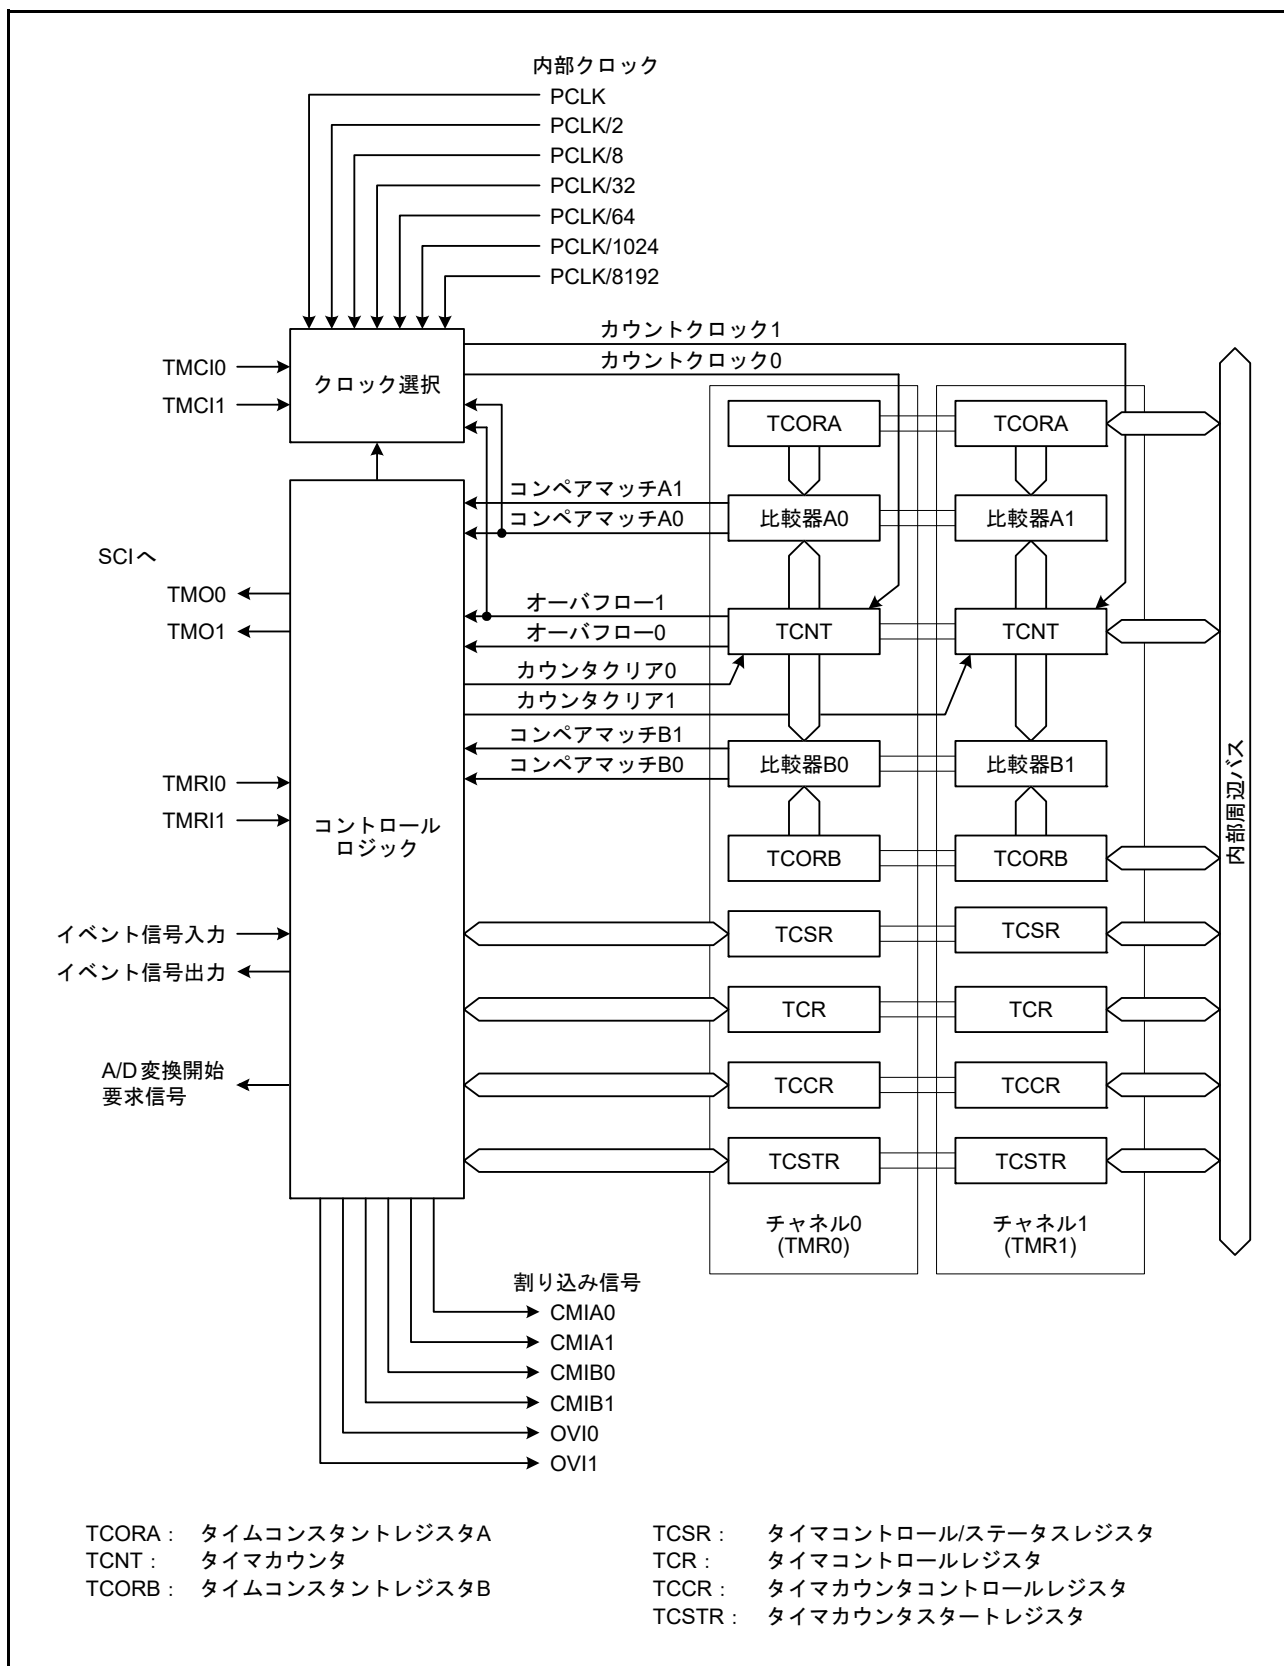 内部クロック
PCLK
PCLK/2
PCLK/8
PCLK/32
PCLK/64
PCLK/1024
PCLK/8192
カウントクロック1
カウントクロック0
TMCI0
TMCI1
クロック選択
TCORA
TCORA
コンペアマッチA1
コンペアマッチA0
比較器A0
比較器A1
SCIへ
TMO0
TMO1
オーバフロー1
オーバフロー0
TCNT
TCNT
カウンタクリア0
カウンタクリア1
コンペアマッチB1
コンペアマッチB0
比較器B0
比較器B1
内部周辺バス
TMRI0
TMRI1
コントロール
ロジック
TCORB
TCORB
イベント信号入力
イベント信号出力
TCSR
TCSR
TCR
TCR
A/D変換開始
要求信号
TCCR
TCCR
TCSTR
TCSTR
チャネル0
(TMR0)
チャネル1
(TMR1)
割り込み信号
CMIA0
CMIA1
CMIB0
CMIB1
OVI0
OVI1
TCORA : タイムコンスタントレジスタA
TCNT : タイマカウンタ
TCORB : タイムコンスタントレジスタB
TCSR : タイマコントロール/ステータスレジスタ
TCR : タイマコントロールレジスタ
TCCR : タイマカウンタコントロールレジスタ
TCSTR : タイマカウンタスタートレジスタ